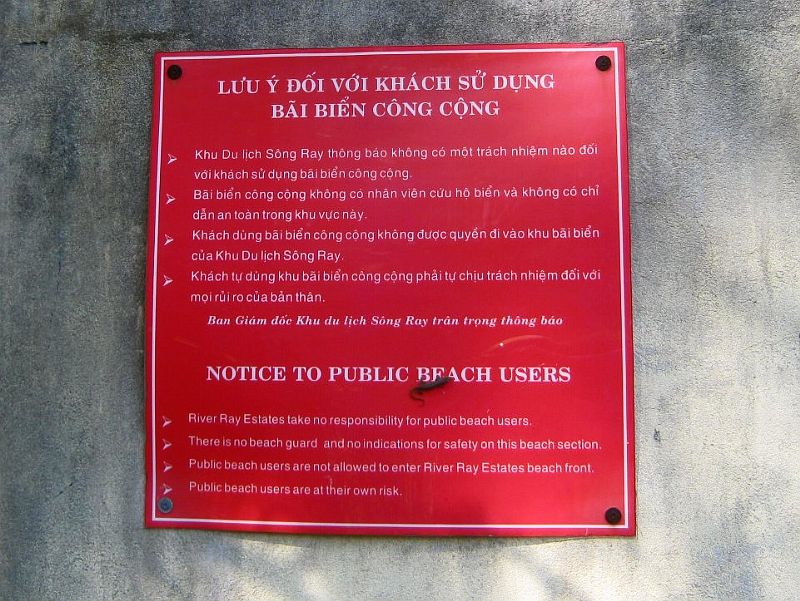 LƯU Ý ĐỐI VỚI KHÁCH SỬ DỤNG
BÃI BIỂN CÔNG CỘNG
Khu Du lịch Sông Ray thông báo không có một trách nhiệm nào đối
với khách sử dụng bãi biển công cộng.
Bãi biển công cộng không có nhân viên cứu hộ biển và không có chỉ
dẫn an toàn trong khu vực này.
Khách dùng bãi biển công cộng không được quyền đi vào khu bãi biển
của Khu Du lịch Sông Ray.
Khách tự dùng khu bãi biển công cộng phải tự chịu trách nhiệm đối với
mọi rủi ro của bản thân.
Ban Giám đốc Khu du lịch Sông Ray trân trọng thông báo
NOTICE TO PUBLIC BEACH USERS
River Ray Estates take no responsibility for public beach users.
There is no beach guard and no indications for safety on this beach section.
Public beach users are not allowed to enter River Ray Estates beach front.
Public beach users are at their own risk.